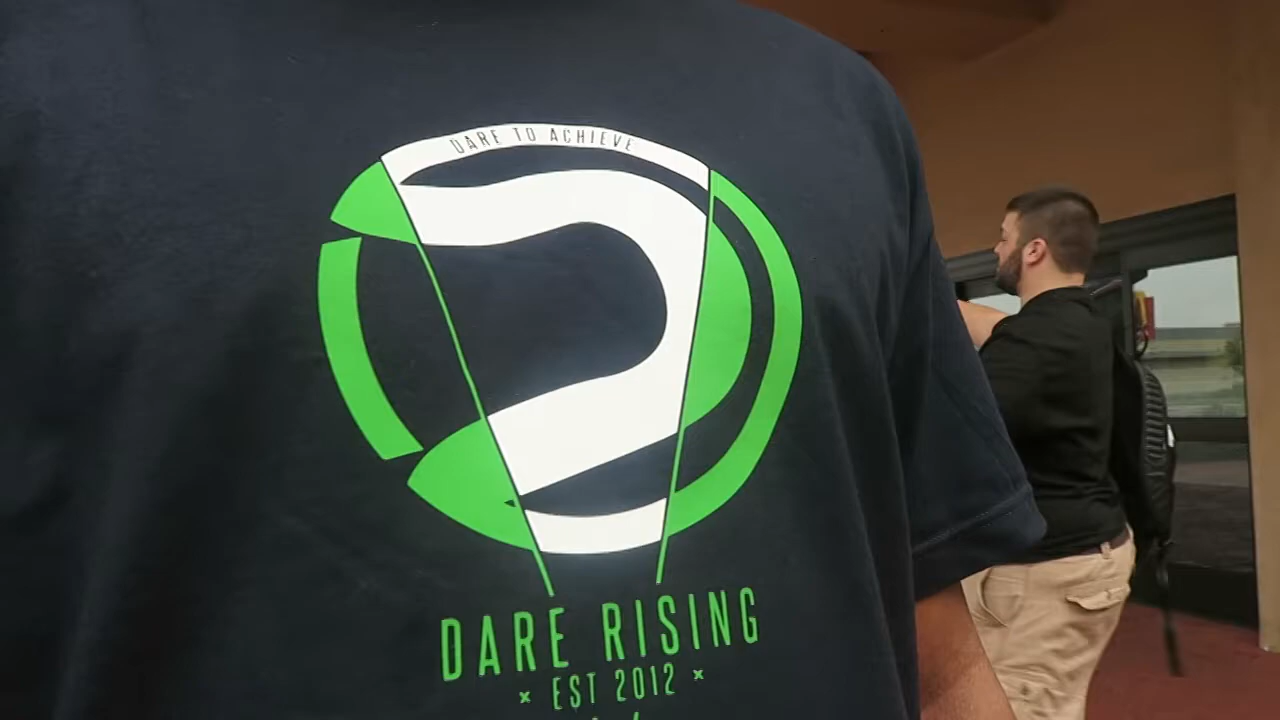 DARE TO ACHIEVE
DARE RISING
× EST 2012 ×